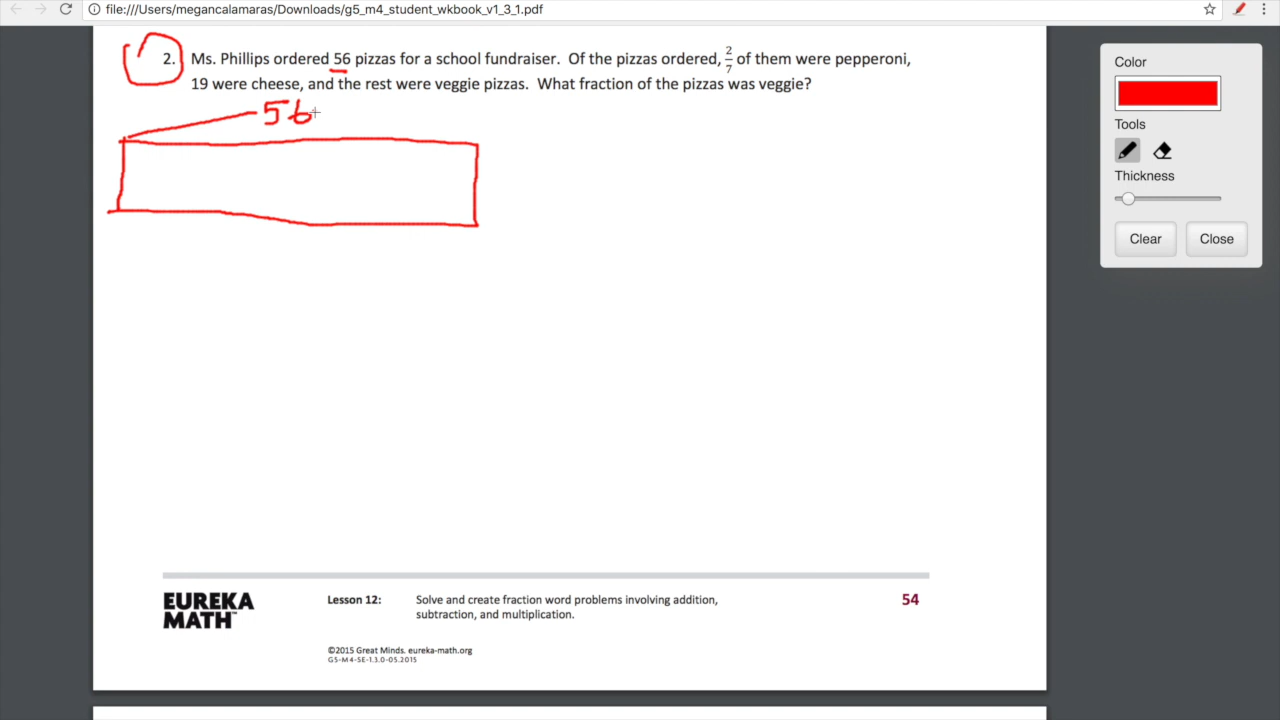 file:///Users/megancalamaras/Downloads/g5_m4_student_wkbook_v1_3_1.pdf
2. Ms. Phillips ordered 56 pizzas for a school fundraiser. Of the pizzas ordered, 2/7 of them were pepperoni,
19 were cheese, and the rest were veggie pizzas. What fraction of the pizzas was veggie?
56
Color
Tools
Thickness
Clear Close
EUREKA
MATH™
Lesson 12: Solve and create fraction word problems involving addition,
subtraction, and multiplication.
54
©2015 Great Minds. eureka-math.org
G5-M4-SE-1.3.0-05.2015